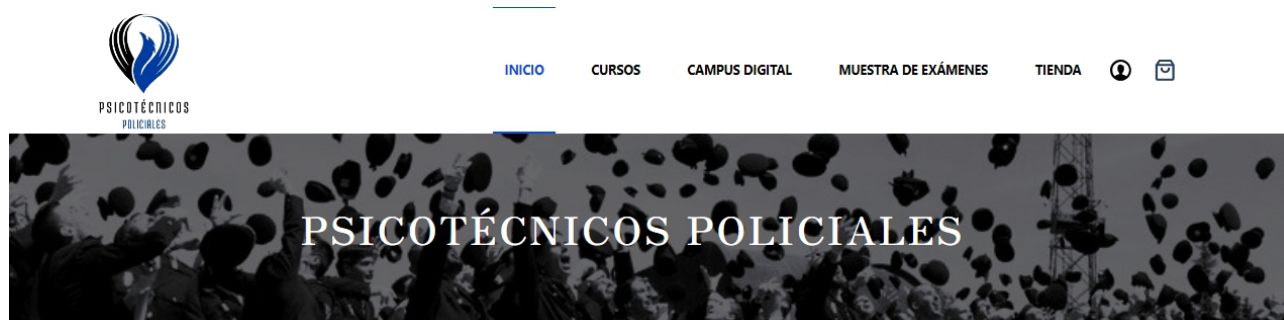 PSICOTÉCNICOS
POLICIALES
INICIO
CURSOS
CAMPUS DIGITAL
MUESTRA DE EXÁMENES
TIENDA
PSICOTÉCNICOS POLICIALES